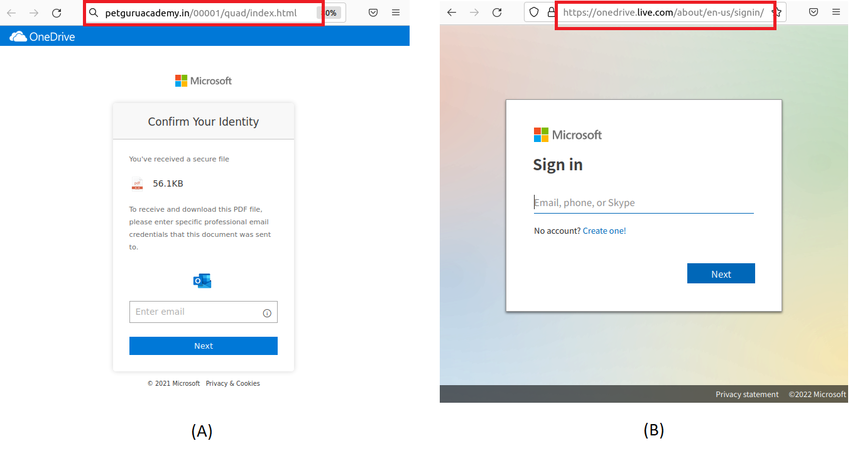 petguruacademy.in/00001/quad/index.html
0%
OneDrive
Microsoft
Confirm Your Identity
You've received a secure file
56.1KB
To receive and download this PDF file,
please enter specific professional email
credentials that this document was sent
to.
Enter email
Next
© 2021 Microsoft Privacy & Cookies
(A)
https://onedrive.live.com/about/en-us/signin/
Microsoft
Sign in
Email, phone, or Skype
No account? Create one!
Next
Privacy statement ©2022 Microsoft
(B)